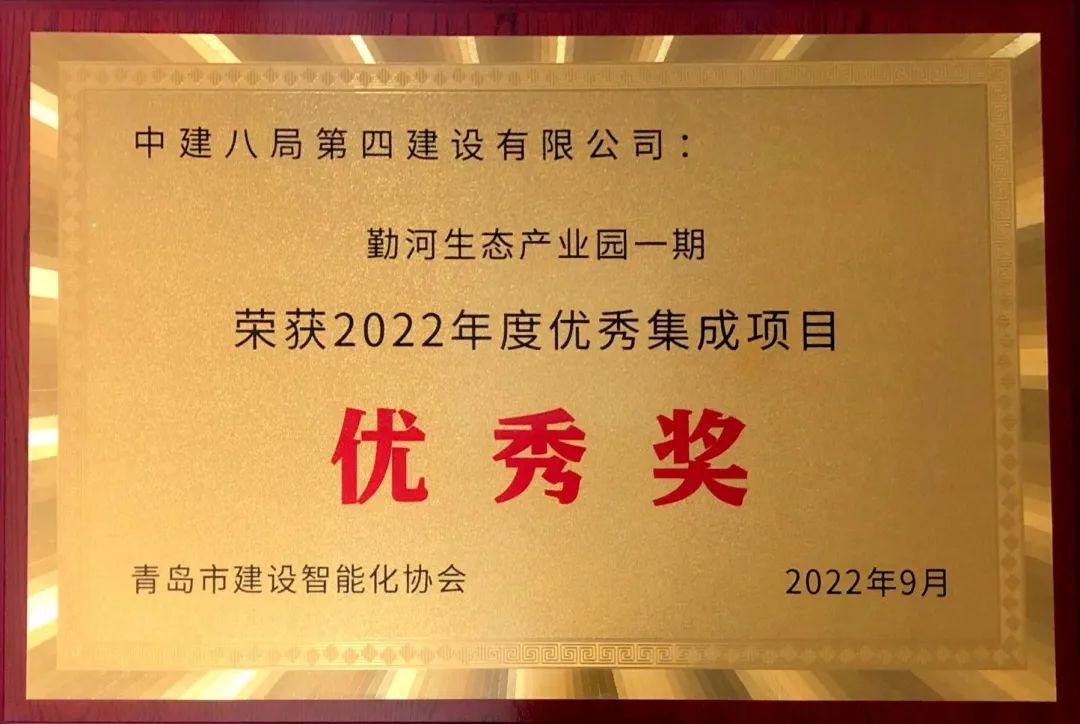 中建八局第四建设有限公司：
勤河生态产业园一期
荣获2022年度优秀集成项目
优秀奖
青岛市建设智能化协会
2022年9月